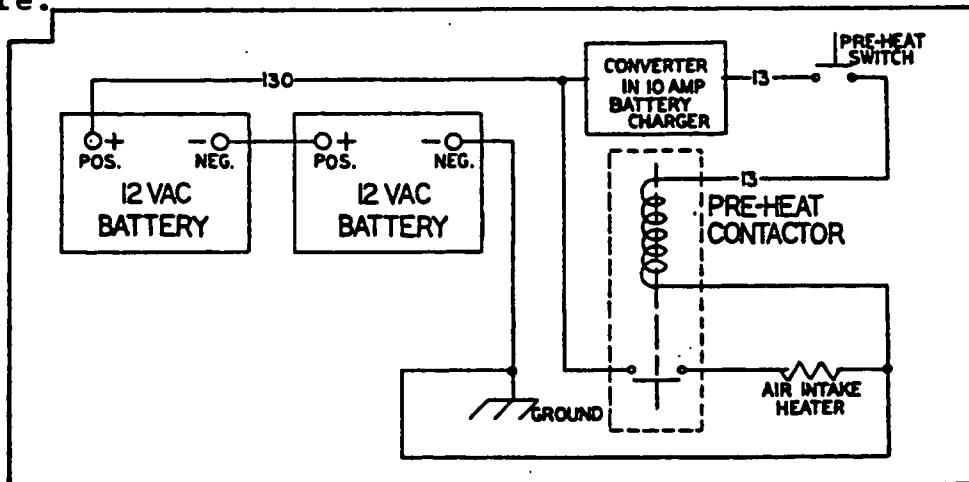 re.
130
CONVERTER
IN 10 AMP
BATTERY
CHARGER
13
PRE-HEAT
SWITCH
+
POS.
-
NEG.
12 VAC
BATTERY
+
POS.
-
NEG.
12 VAC
BATTERY
13
PRE-HEAT
CONTACTOR
AIR INTAKE
HEATER
GROUND